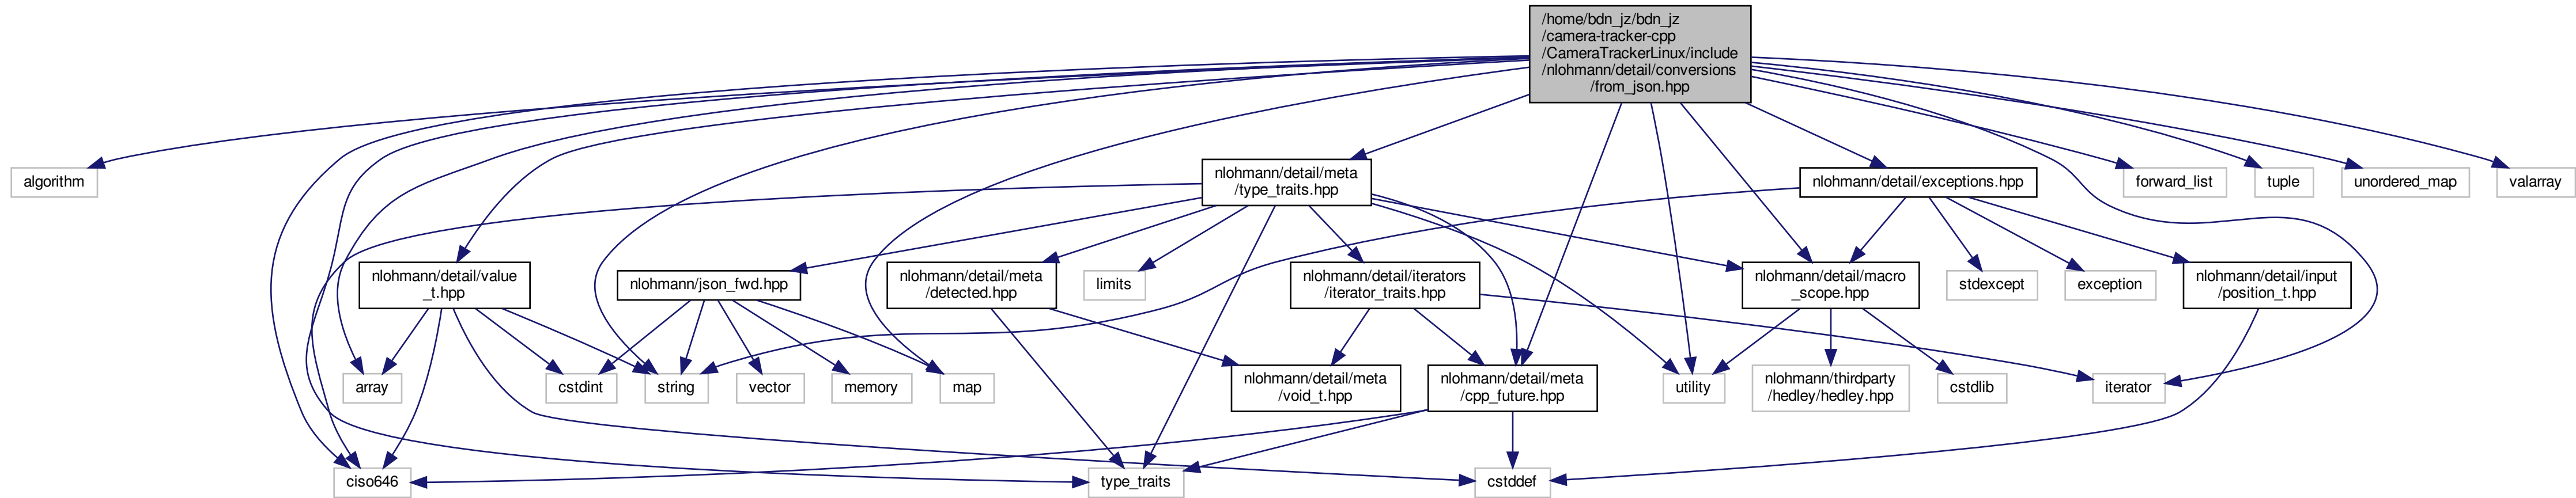 /home/bdn_jz/bdn_jz
/camera-tracker-cpp
/CameraTrackerLinux/include
/nlohmann/detail/conversions
/from_json.hpp
algorithm
nlohmann/detail/meta
/type_traits.hpp
nlohmann/detail/exceptions.hpp
forward_list
tuple
unordered_map
valarray
nlohmann/detail/value
_t.hpp
nlohmann/json_fwd.hpp
nlohmann/detail/meta
/detected.hpp
limits
nlohmann/detail/iterators
/iterator_traits.hpp
nlohmann/detail/macro
_scope.hpp
stdexcept
exception
nlohmann/detail/input
/position_t.hpp
array
cstdint
string
vector
memory
map
nlohmann/detail/meta
/void_t.hpp
nlohmann/detail/meta
/cpp_future.hpp
utility
nlohmann/thirdparty
/hedley/hedley.hpp
cstdlib
iterator
ciso646
type_traits
cstddef